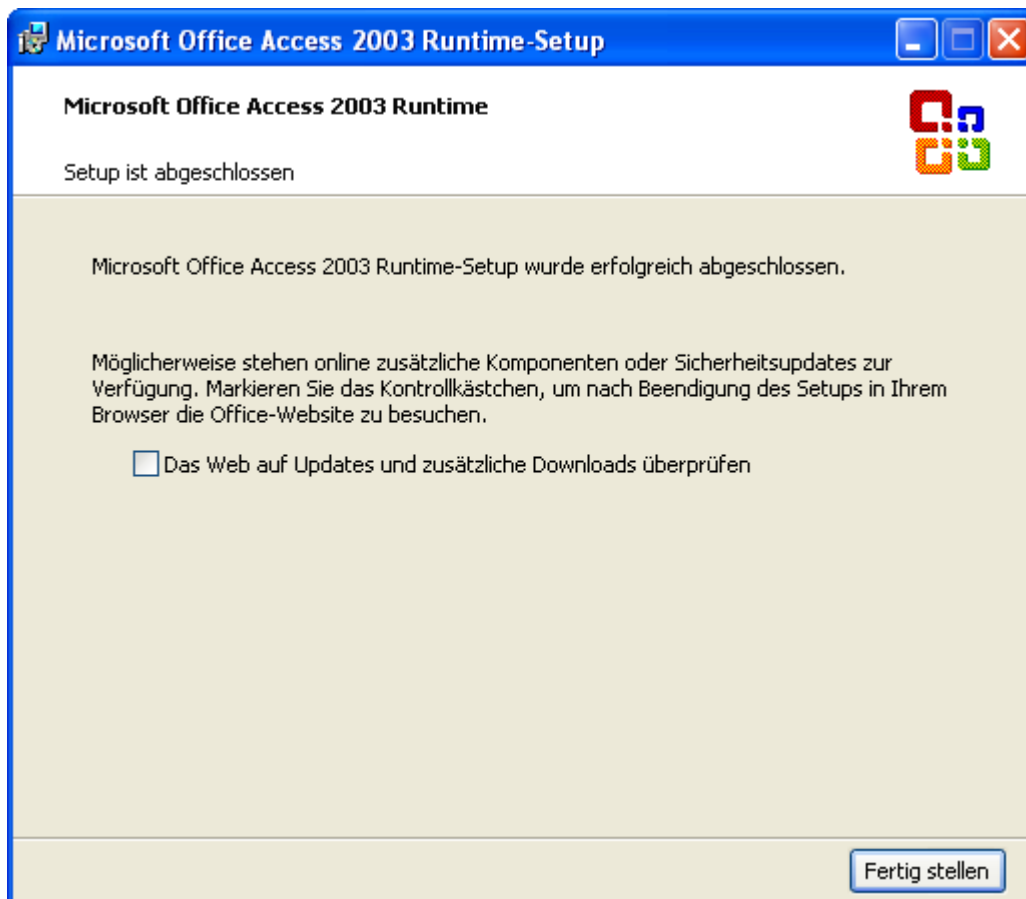 Microsoft Office Access 2003 Runtime-Setup
Microsoft Office Access 2003 Runtime
Setup ist abgeschlossen
Microsoft Office Access 2003 Runtime-Setup wurde erfolgreich abgeschlossen.
Möglicherweise stehen online zusätzliche Komponenten oder Sicherheitsupdates zur
Verfügung. Markieren Sie das Kontrollkästchen, um nach Beendigung des Setups in Ihrem
Browser die Office-Website zu besuchen.
Das Web auf Updates und zusätzliche Downloads überprüfen
Fertig stellen